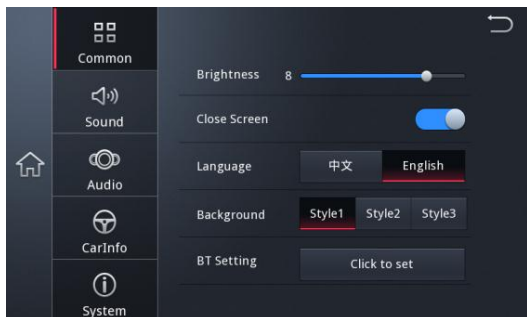 Common
Sound
Audio
CarInfo
System
Brightness 8
Close Screen
Language 中文 English
Background Style1 Style2 Style3
BT Setting Click to set